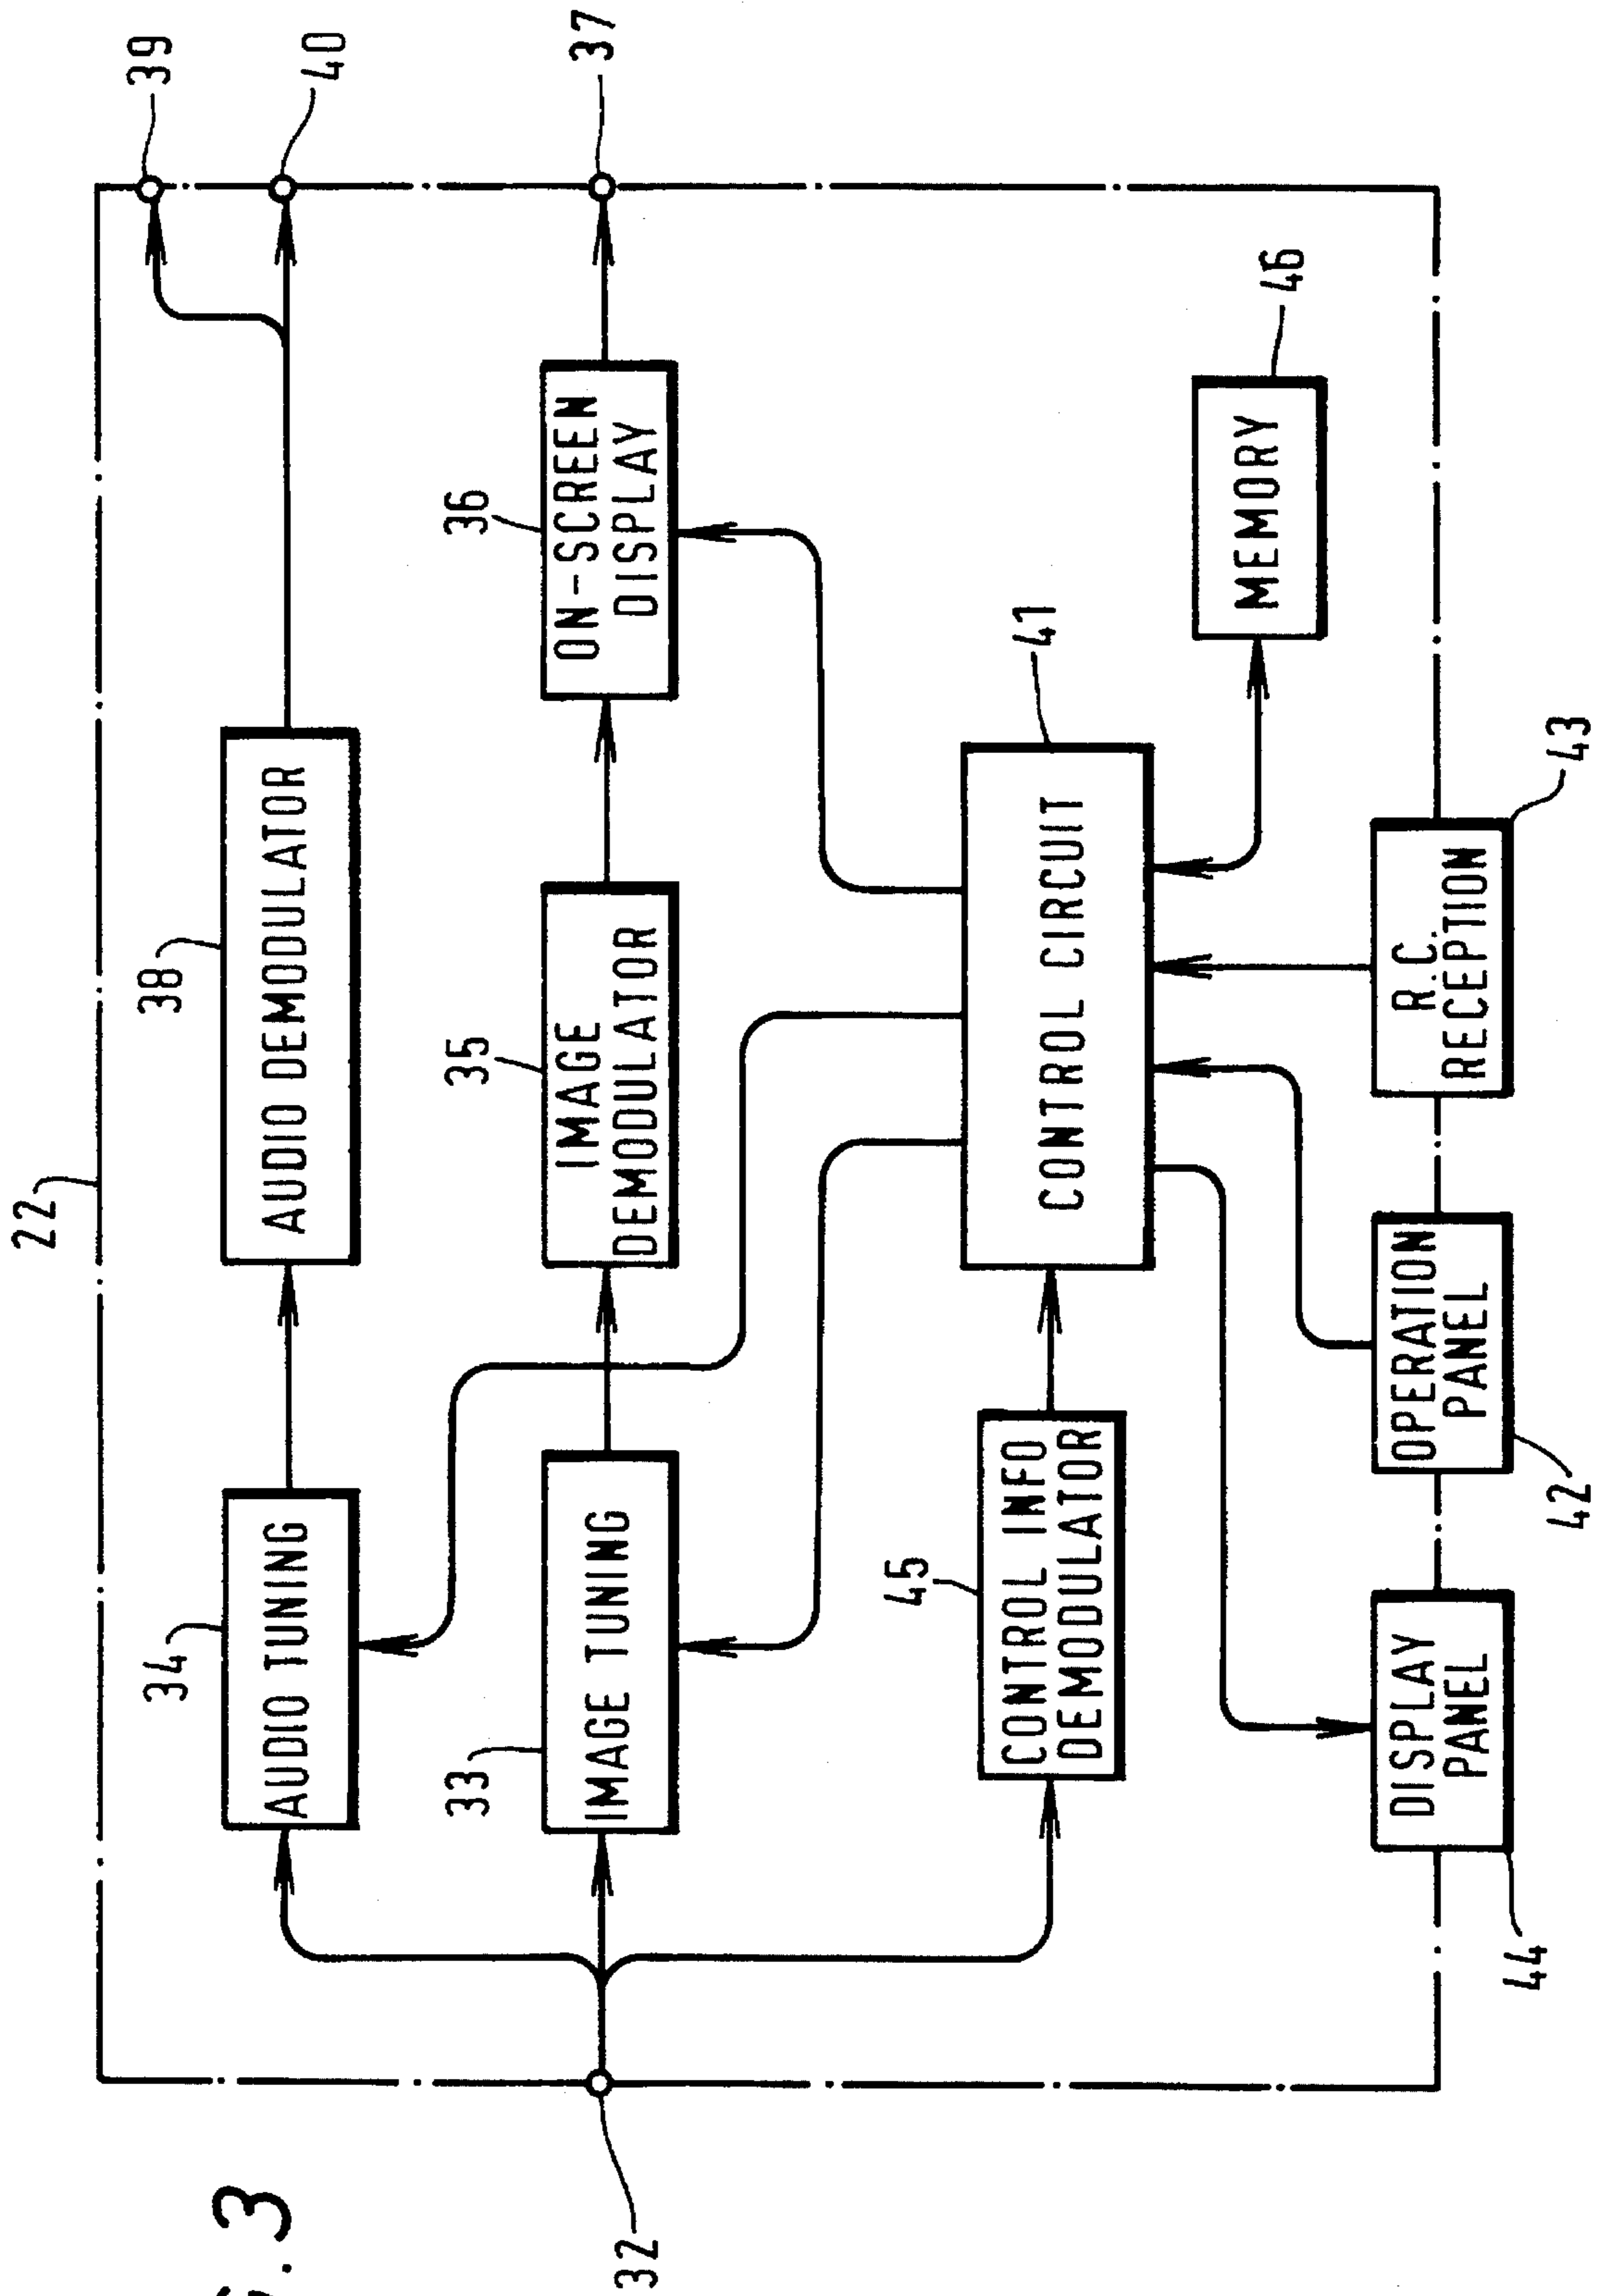 22
39
38
34
AUDIO TUNING
AUDIO DEMODULATOR
40
33
35
36
IMAGE TUNING
IMAGE
DEMODULATOR
ON-SCREEN
DISPLAY
37
32
45
CONTROL INFO
DEMODULATOR
41
CONTROL CIRCUIT
46
MEMORY
44
DISPLAY
PANEL
42
OPERATION
PANEL
43
R.C.
RECEPTION
.3